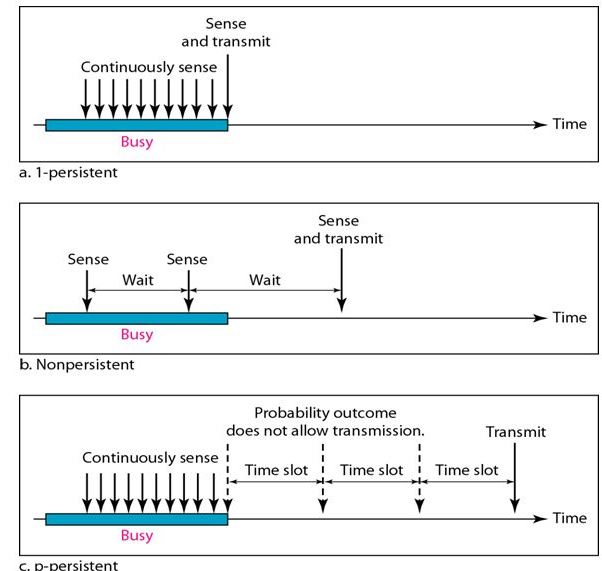 Sense
and transmit
Continuously sense
Time
Busy
a. 1-persistent
Sense
and transmit
Sense
Sense
Wait
Wait
Time
Busy
b. Nonpersistent
Probability outcome
does not allow transmission.
Transmit
Continuously sense
Time slot
Time slot
Time slot
Time
Busy
c. p-persistent